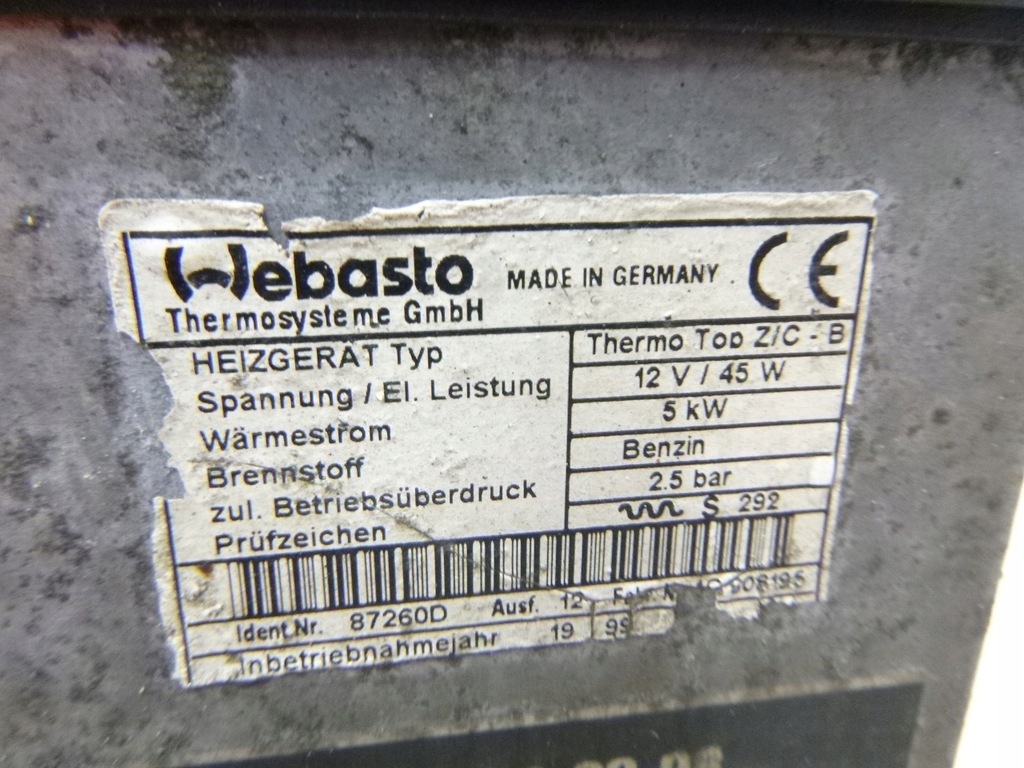 Webasto
MADE IN GERMANY CE
Thermosysteme GmbH
HEIZGERÄT Typ Thermo Top Z/C - B
Spannung / El. Leistung 12 V / 45 W
Wärmestrom 5 kW
Brennstoff Benzin
zul. Betriebsüberdruck 2.5 bar
Prüfzeichen S 292
Ident Nr. 87260D Ausf. 12 908195
Inbetriebnahmejahr 19